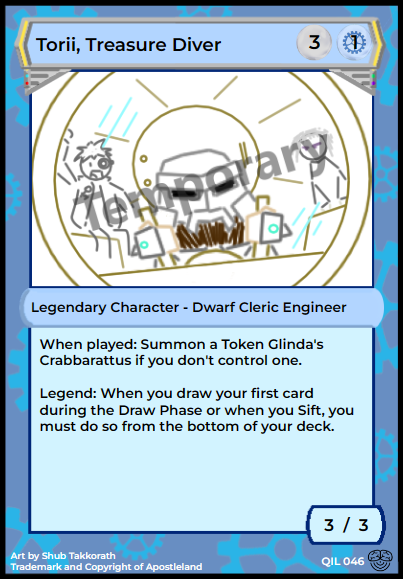 Torii, Treasure Diver
3
1
Temporary
Legendary Character - Dwarf Cleric Engineer
When played: Summon a Token Glinda's
Crabbarattus if you don't control one.
Legend: When you draw your first card
during the Draw Phase or when you Sift, you
must do so from the bottom of your deck.
3 / 3
Art by Shub Takkorath
Trademark and Copyright of Apostleland
QIL 046